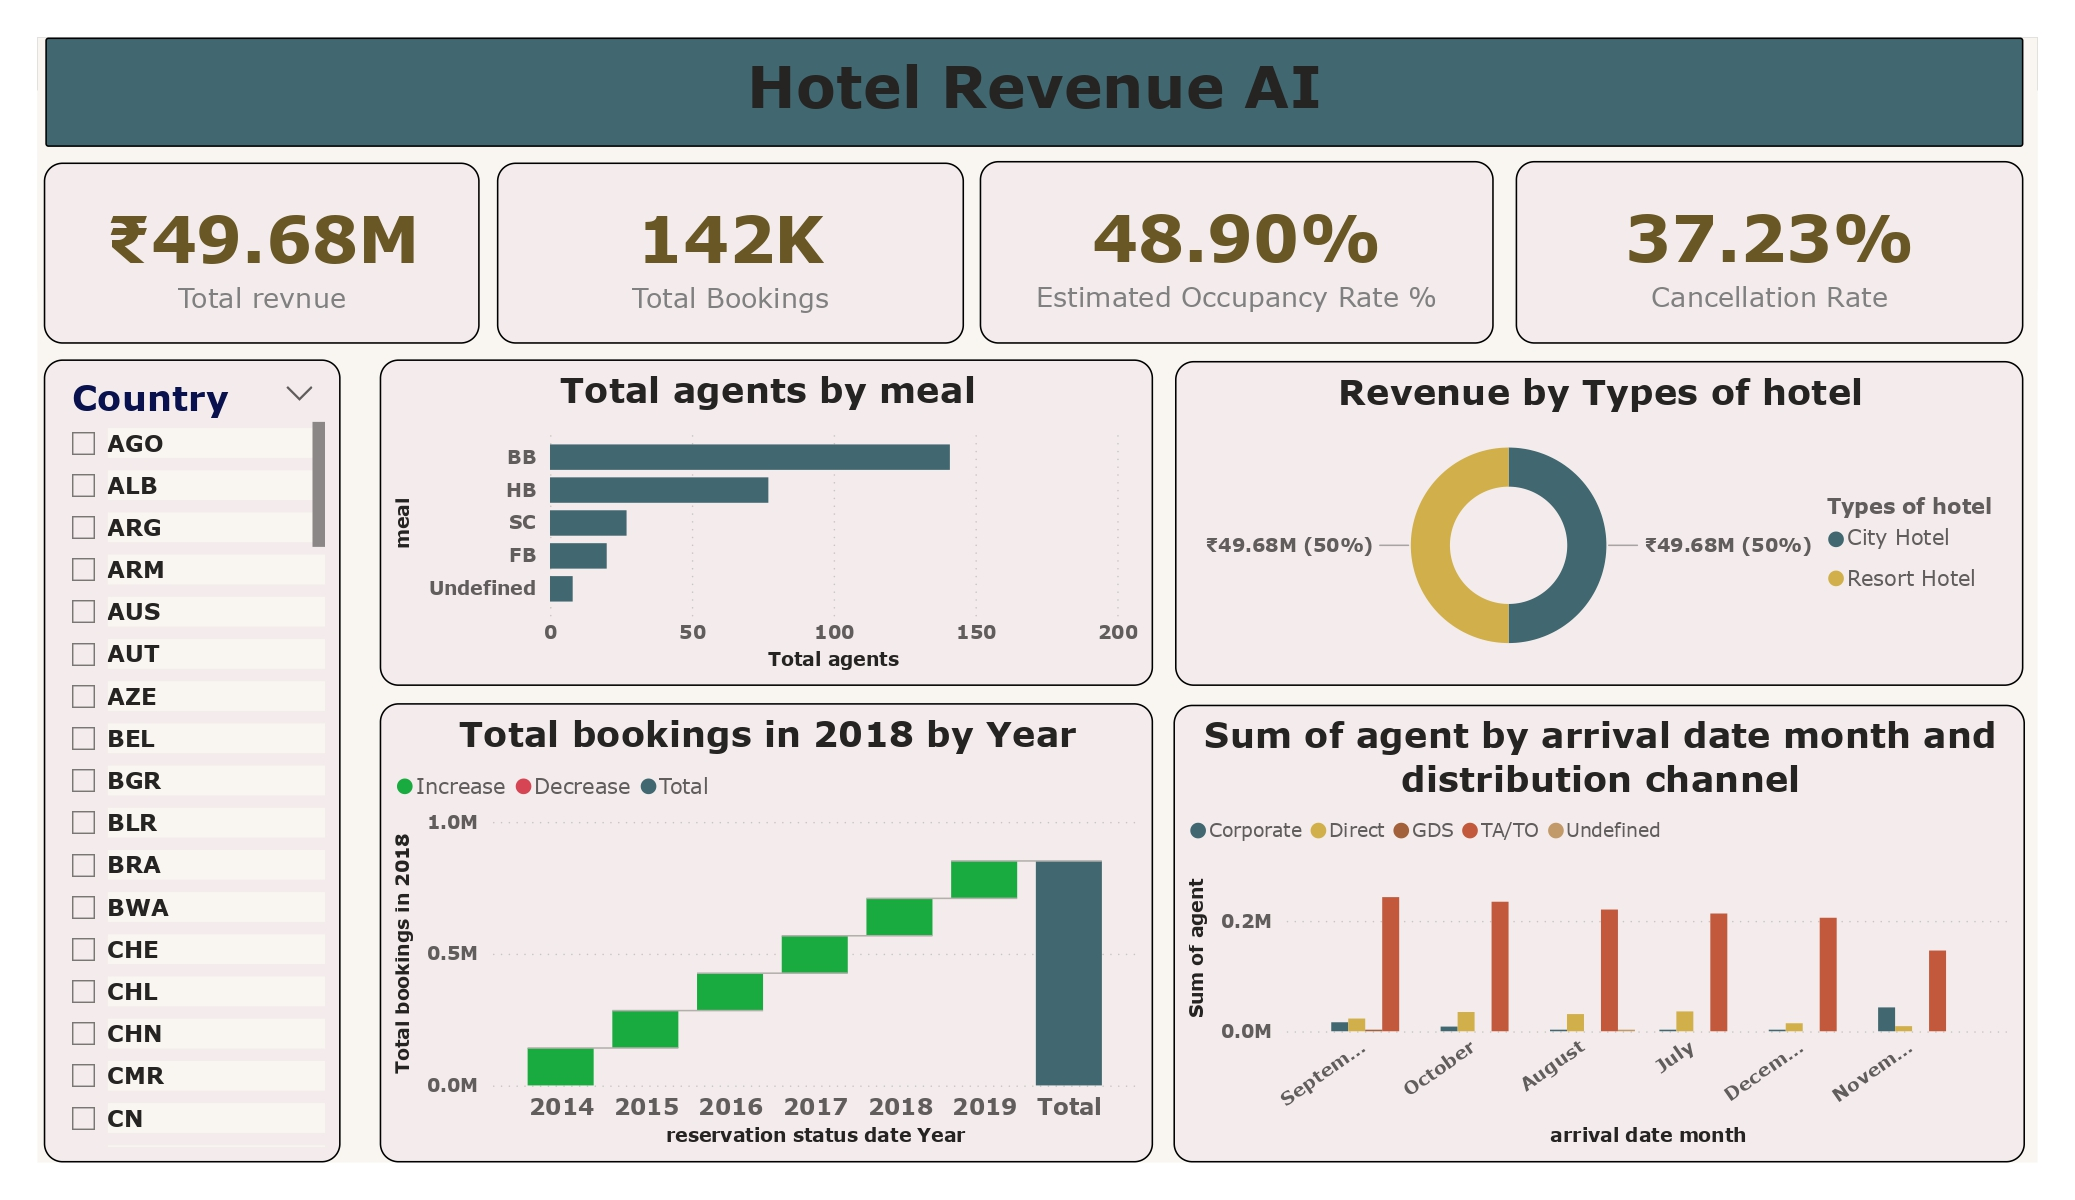 Hotel Revenue AI
₹49.68M
Total revnue
142K
Total Bookings
48.90%
Estimated Occupancy Rate %
37.23%
Cancellation Rate
Country
AGO
ALB
ARG
ARM
AUS
AUT
AZE
BEL
BGR
BLR
BRA
BWA
CHE
CHL
CHN
CMR
CN
Total agents by meal
meal
BB
HB
SC
FB
Undefined
0 50 100 150 200
Total agents
Revenue by Types of hotel
₹49.68M (50%)
₹49.68M (50%)
Types of hotel
City Hotel
Resort Hotel
Total bookings in 2018 by Year
Increase Decrease Total
Total bookings in 2018
1.0M
0.5M
0.0M
2014 2015 2016 2017 2018 2019 Total
reservation status date Year
Sum of agent by arrival date month and
distribution channel
Corporate Direct GDS TA/TO Undefined
Sum of agent
0.2M
0.0M
Septem... October August July Decem... Novem...
arrival date month